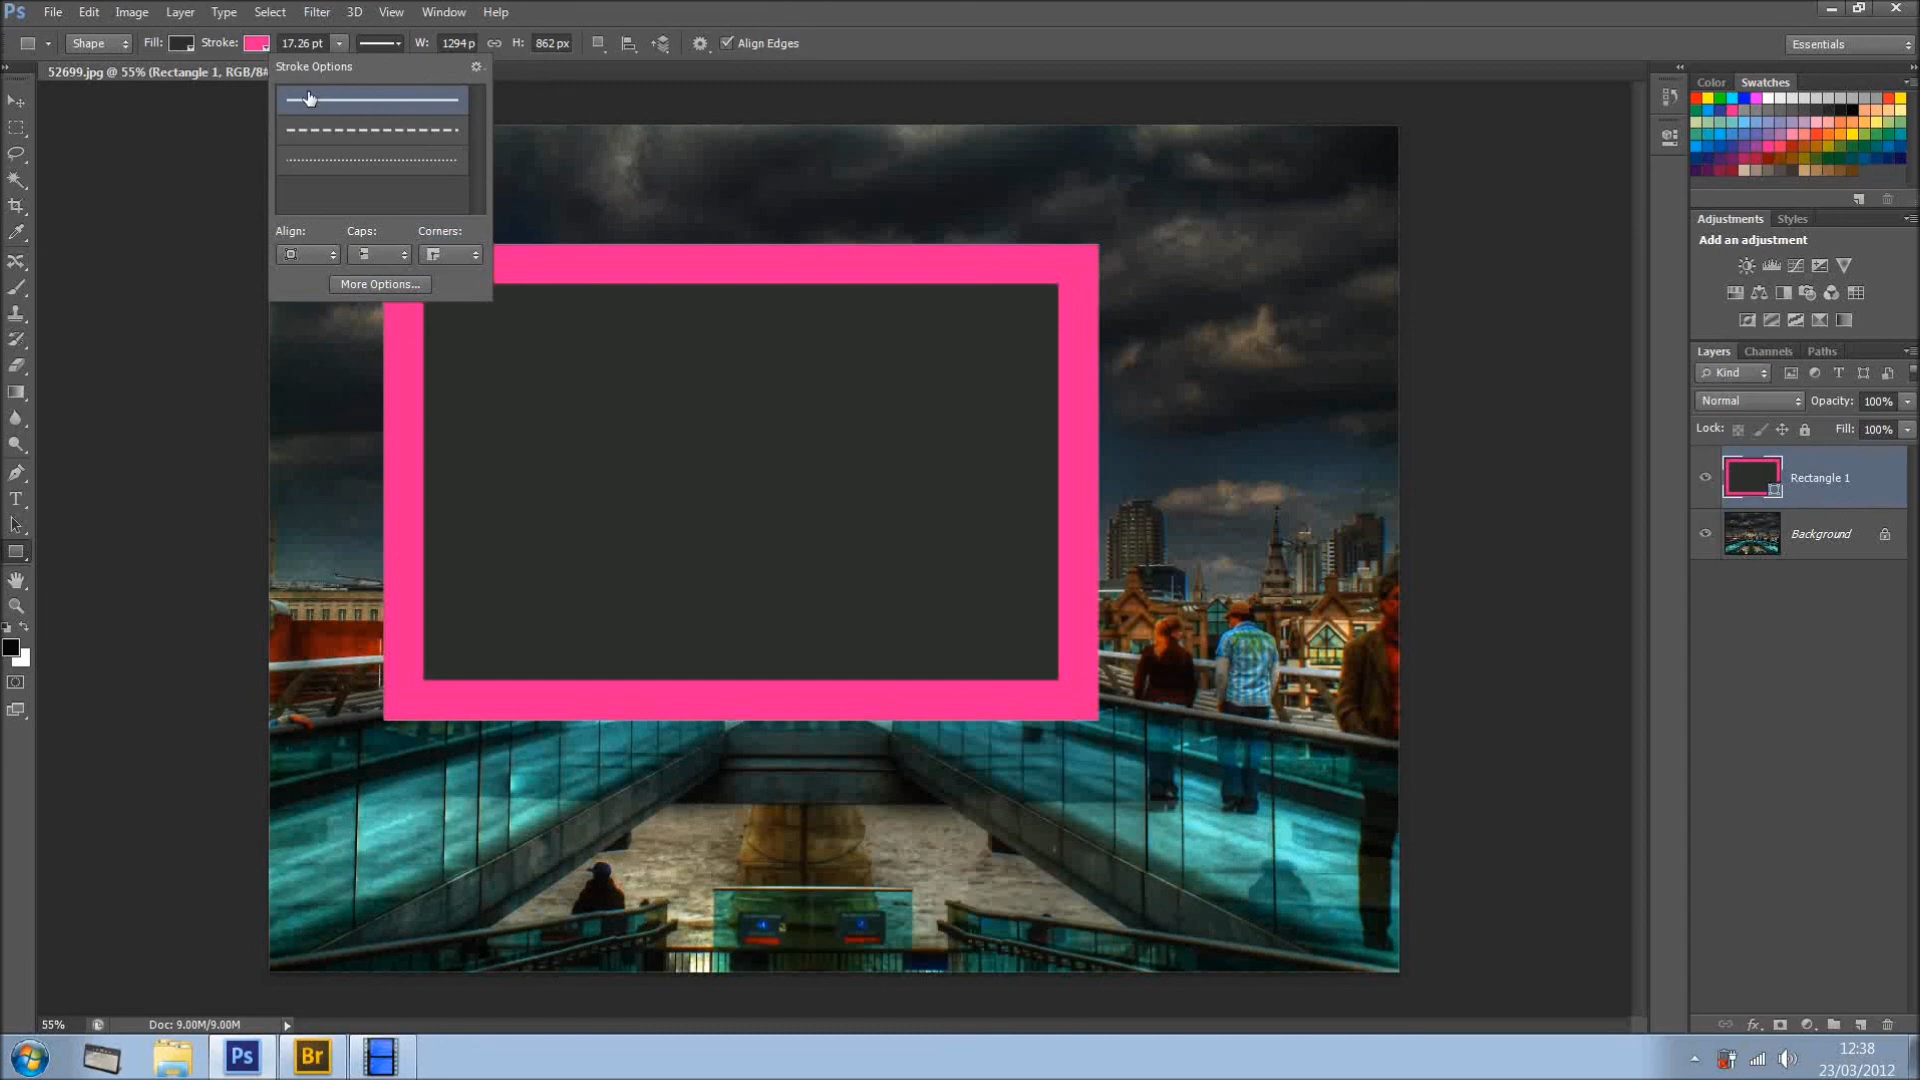 Ps File Edit Image Layer Type Select Filter 3D View Window Help
Shape Fill: Stroke: 17.26 pt W: 1294 p H: 862 px Align Edges Essentials
52699.jpg @ 55% (Rectangle 1, RGB/8#
Stroke Options
Align: Caps: Corners:
More Options...
Color Swatches
Adjustments Styles
Add an adjustment
Layers Channels Paths
Kind
Normal Opacity: 100%
Lock: Fill: 100%
Rectangle 1
Background
T
55% Doc: 9.00M/9.00M
Ps Br
12:38
23/03/2012